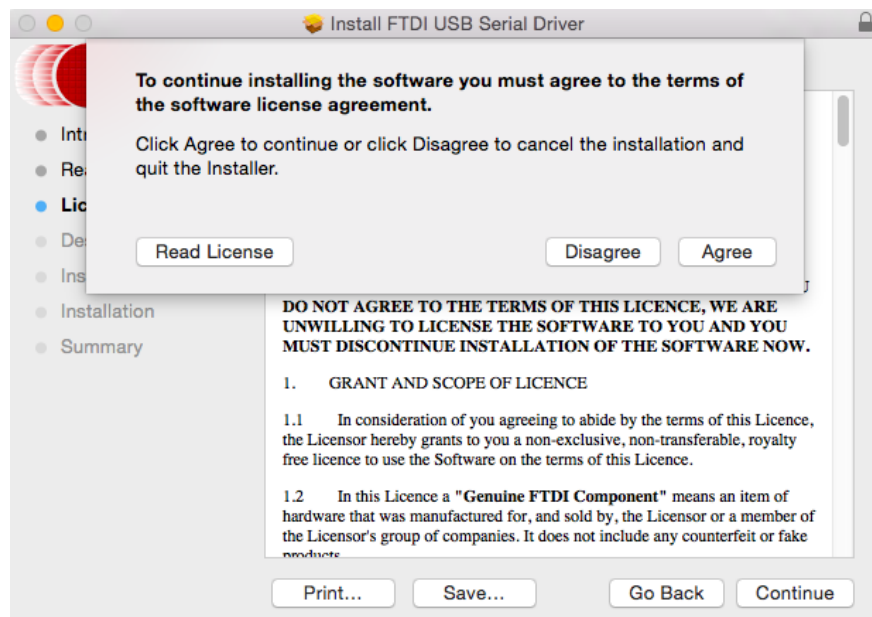 Install FTDI USB Serial Driver
To continue installing the software you must agree to the terms of
the software license agreement.
Click Agree to continue or click Disagree to cancel the installation and
quit the Installer.
Read License
Disagree
Agree
Installation
Summary
DO NOT AGREE TO THE TERMS OF THIS LICENCE, WE ARE
UNWILLING TO LICENSE THE SOFTWARE TO YOU AND YOU
MUST DISCONTINUE INSTALLATION OF THE SOFTWARE NOW.
1. GRANT AND SCOPE OF LICENCE
1.1 In consideration of you agreeing to abide by the terms of this Licence,
the Licensor hereby grants to you a non-exclusive, non-transferable, royalty
free licence to use the Software on the terms of this Licence.
1.2 In this Licence a "Genuine FTDI Component" means an item of
hardware that was manufactured for, and sold by, the Licensor or a member of
the Licensor's group of companies. It does not include any counterfeit or fake
products
Print...
Save...
Go Back
Continue